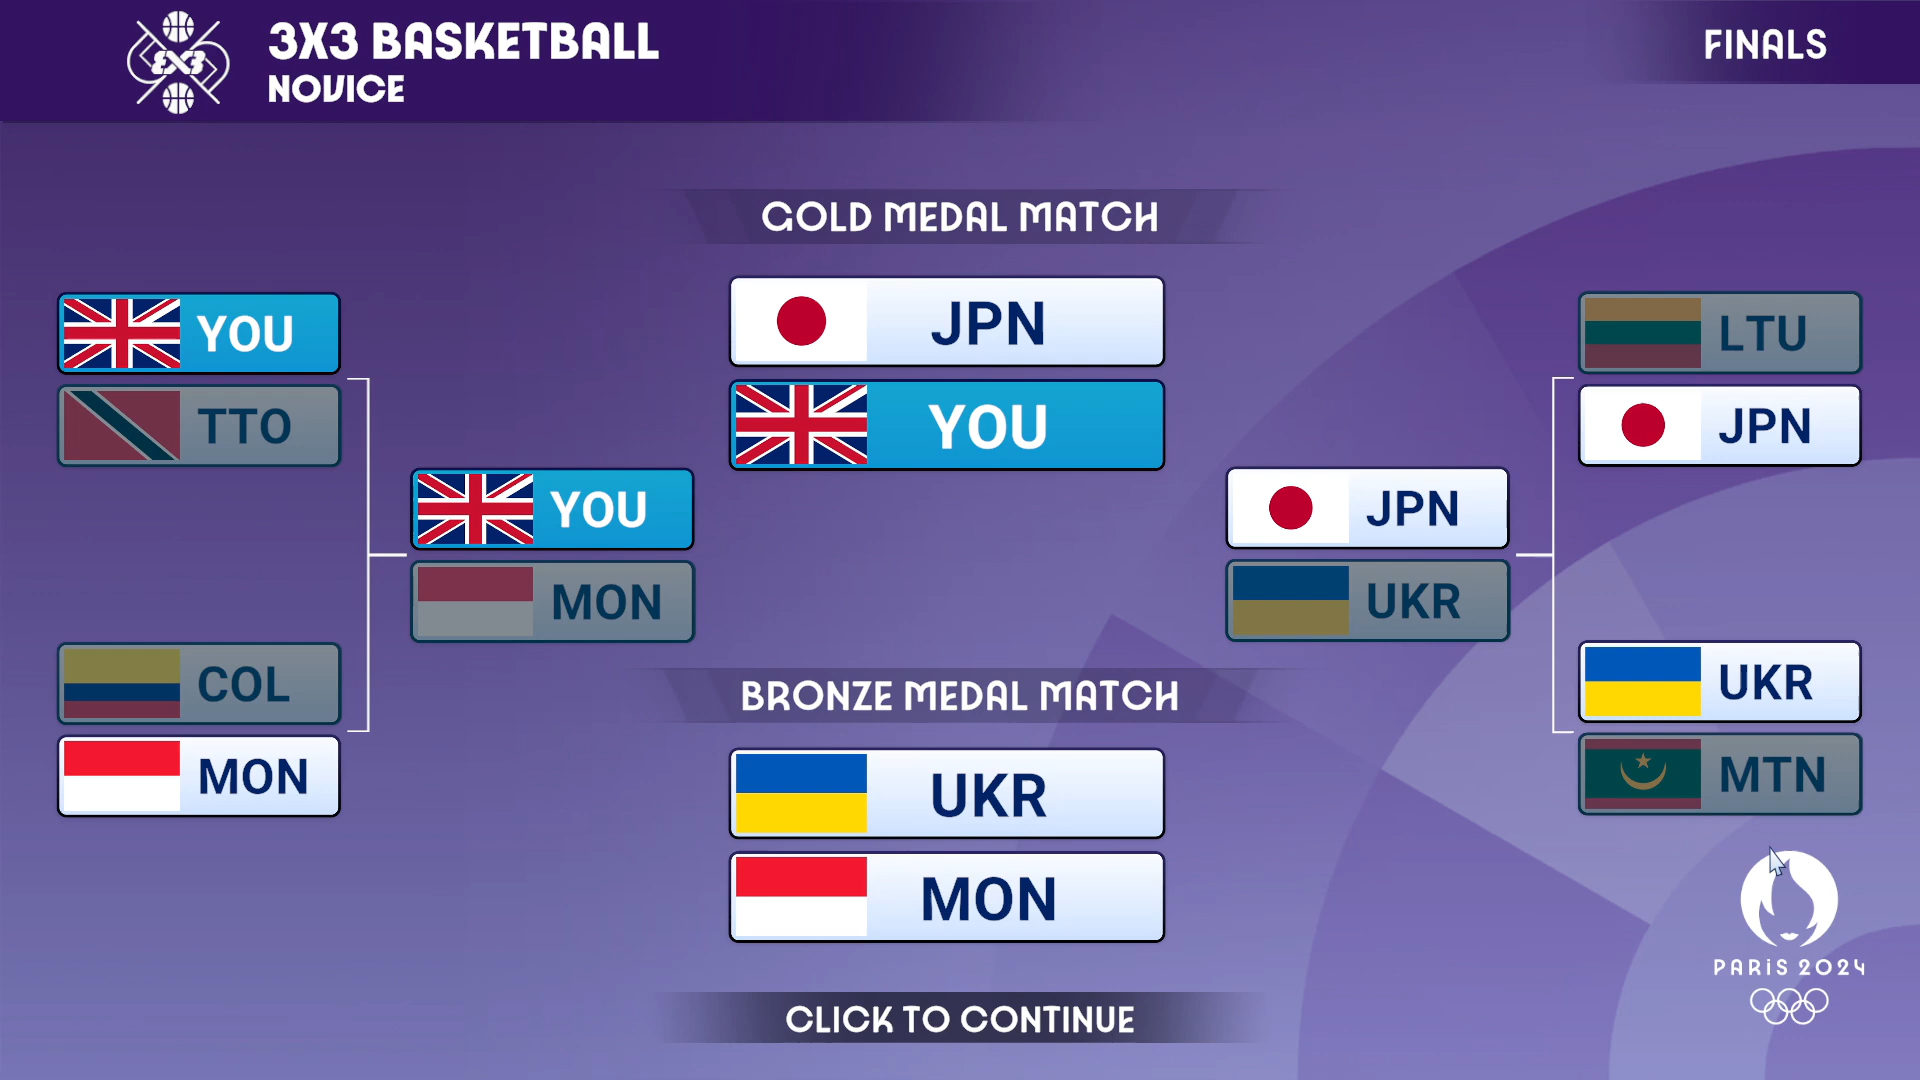 3X3 BASKETBALL
NOVICE
3X3
FINALS
GOLD MEDAL MATCH
JPN
YOU
YOU
TTO
COL
MON
YOU
MON
JPN
UKR
LTU
JPN
UKR
MTN
BRONZE MEDAL MATCH
UKR
MON
PARIS 2024
CLICK TO CONTINUE